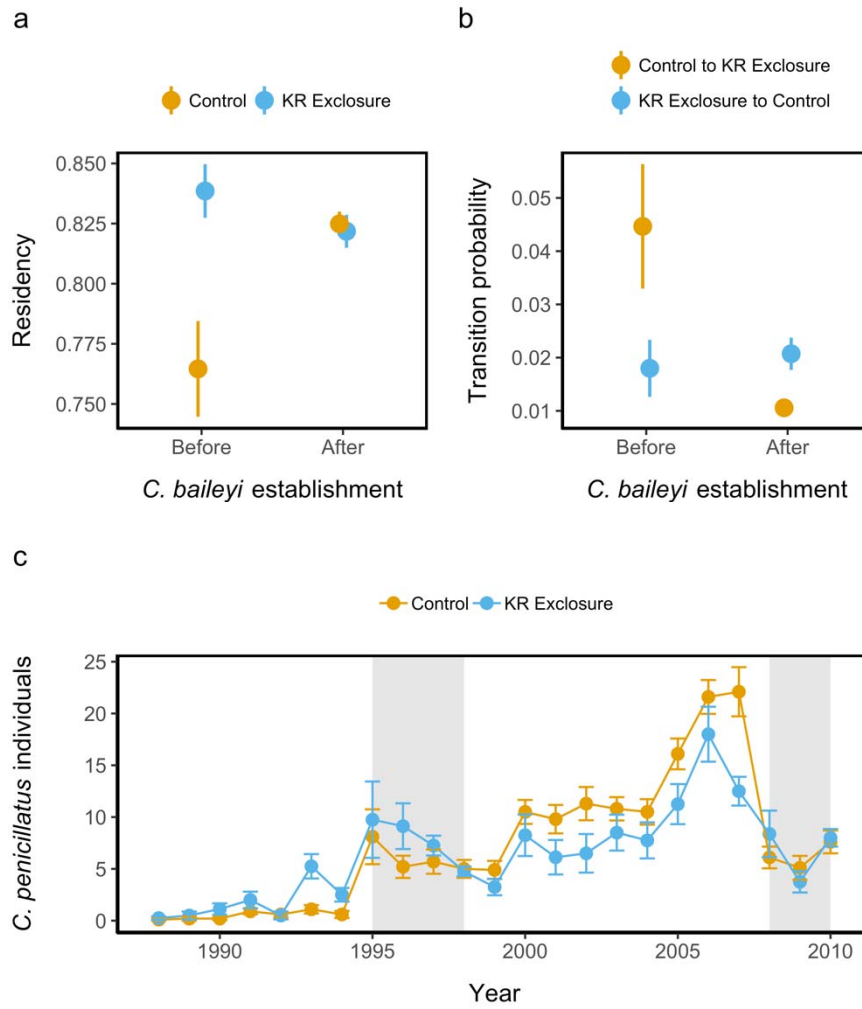 a
Control KR Exclosure
0.850
0.825
0.800
0.775
0.750
Residency
Before After
C. baileyi establishment
b
Control to KR Exclosure
KR Exclosure to Control
0.05
0.04
0.03
0.02
0.01
Transition probability
Before After
C. baileyi establishment
c
Control KR Exclosure
25
20
15
10
5
0
C. penicillatus individuals
1990 1995 2000 2005 2010
Year